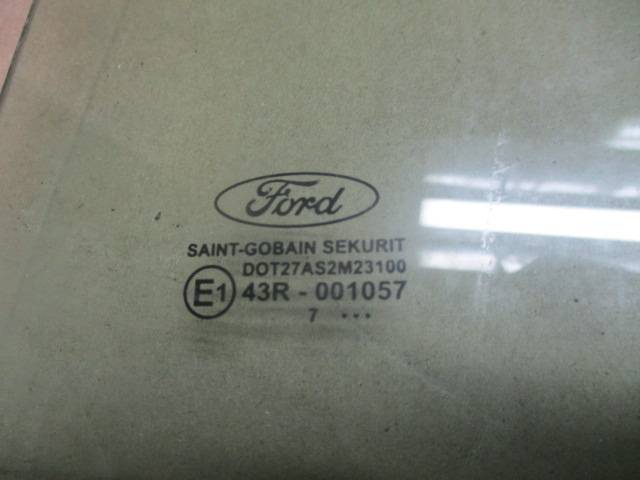 Ford
SAINT-GOBAIN SEKURIT
DOT27AS2M23100
E1 43R - 001057
7 •••